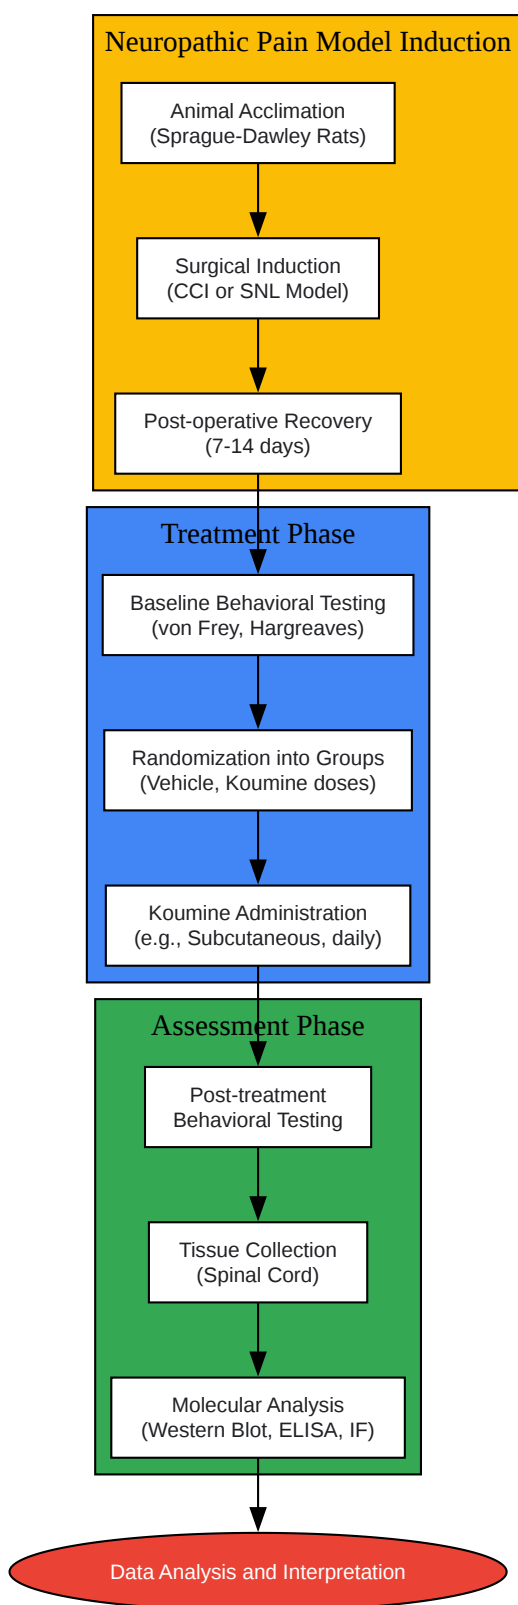 Neuropathic Pain Model Induction
Animal Acclimation
(Sprague-Dawley Rats)
Surgical Induction
(CCI or SNL Model)
Post-operative Recovery
(7-14 days)
Treatment Phase
Baseline Behavioral Testing
(von Frey, Hargreaves)
Randomization into Groups
(Vehicle, Koumine doses)
Koumine Administration
(e.g., Subcutaneous, daily)
Assessment Phase
Post-treatment
Behavioral Testing
Tissue Collection
(Spinal Cord)
Molecular Analysis
(Western Blot, ELISA, IF)
Data Analysis and Interpretation